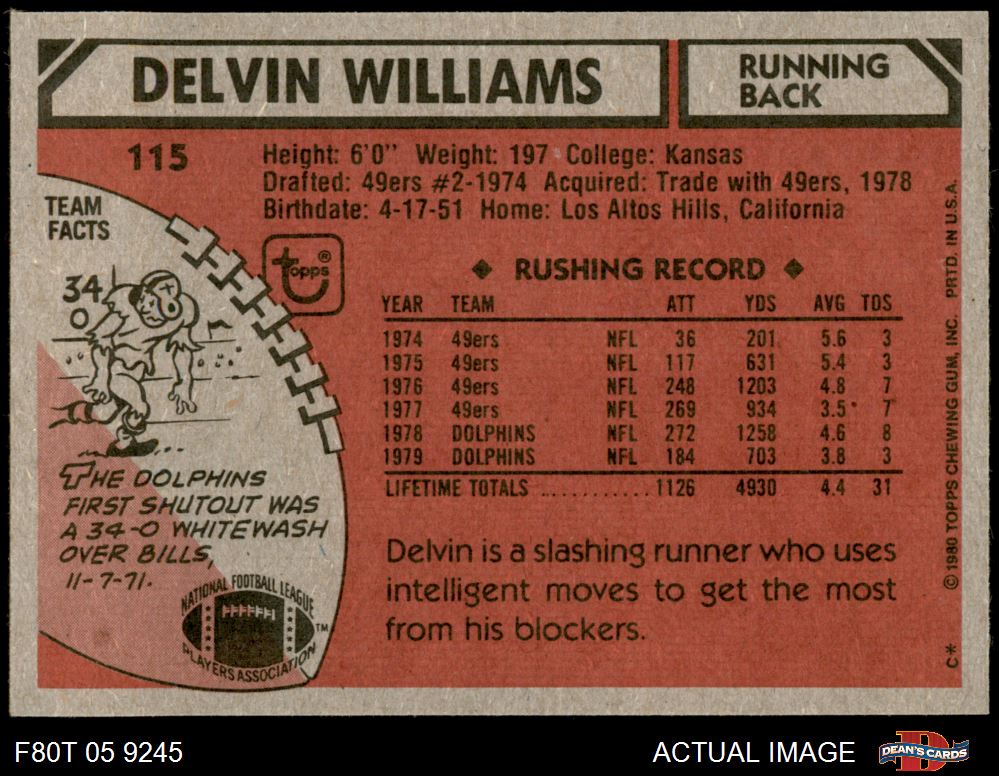 DELVIN WILLIAMS
RUNNING
BACK
115
Height: 6'0" Weight: 197 College: Kansas
Drafted: 49ers #2-1974 Acquired: Trade with 49ers, 1978
Birthdate: 4-17-51 Home: Los Altos Hills, California
TEAM
FACTS
34
0
THE DOLPHINS
FIRST SHUTOUT WAS
A 34-0 WHITEWASH
OVER BILLS,
11-7-71.
NATIONAL FOOTBALL LEAGUE
PLAYERS ASSOCIATION
TM
topps®
◆ RUSHING RECORD ◆
YEAR TEAM ATT YDS AVG TDS
1974 49ers NFL 36 201 5.6 3
1975 49ers NFL 117 631 5.4 3
1976 49ers NFL 248 1203 4.8 7
1977 49ers NFL 269 934 3.5 7
1978 DOLPHINS NFL 272 1258 4.6 8
1979 DOLPHINS NFL 184 703 3.8 3
LIFETIME TOTALS ............ 1126 4930 4.4 31
Delvin is a slashing runner who uses
intelligent moves to get the most
from his blockers.
C* ©1980 TOPPS CHEWING GUM, INC. PRTD. IN U.S.A.
F80T 05 9245
ACTUAL IMAGE
DEAN'S CARDS